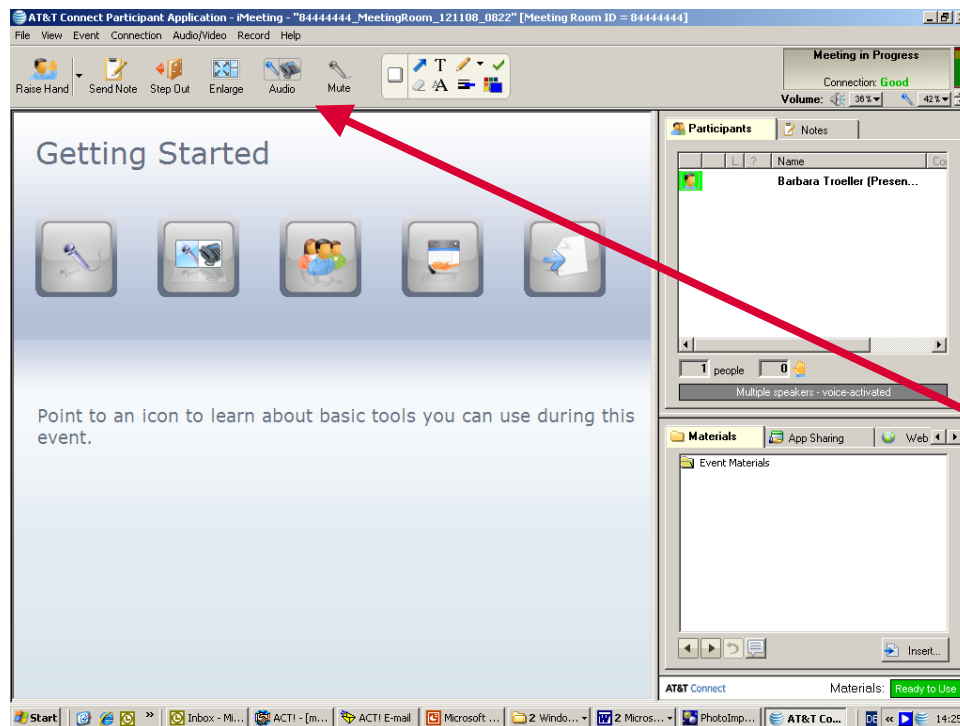 AT&T Connect Participant Application - iMeeting - "84444444_MeetingRoom_121108_0822" [Meeting Room ID = 84444444]
File View Event Connection Audio/Video Record Help
Raise Hand Send Note Step Out Enlarge Audio Mute
T
A
Meeting in Progress
Connection: Good
Volume: 36% 42%
Getting Started
Point to an icon to learn about basic tools you can use during this
event.
Participants Notes
L.. ? Name Co
Barbara Troeller (Presen...
1 people 0
Multiple speakers - voice-activated
Materials App Sharing Web
Event Materials
Insert...
AT&T Connect Materials: Ready to Use
Start » Inbox - Mi... ACT! - [m... ACT! E-mail Microsoft ... 2 Windo... 2 Micros... PhotoImp... AT&T Co... DE « 14:25